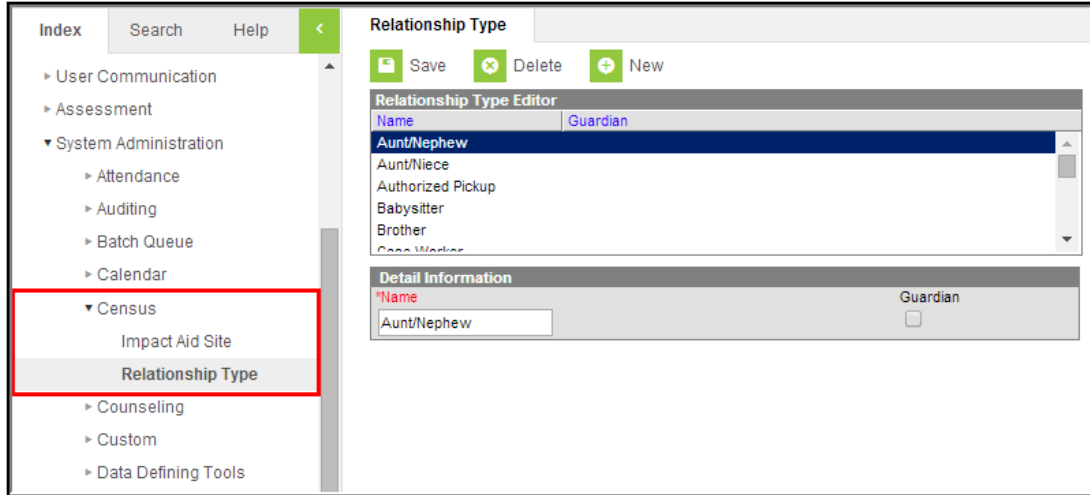 Index Search Help <
User Communication
Assessment
System Administration
Attendance
Auditing
Batch Queue
Calendar
Census
Impact Aid Site
Relationship Type
Counseling
Custom
Data Defining Tools
Relationship Type
Save Delete New
Relationship Type Editor
Name Guardian
Aunt/Nephew
Aunt/Niece
Authorized Pickup
Babysitter
Brother
Case Worker
Detail Information
*Name Guardian
Aunt/Nephew